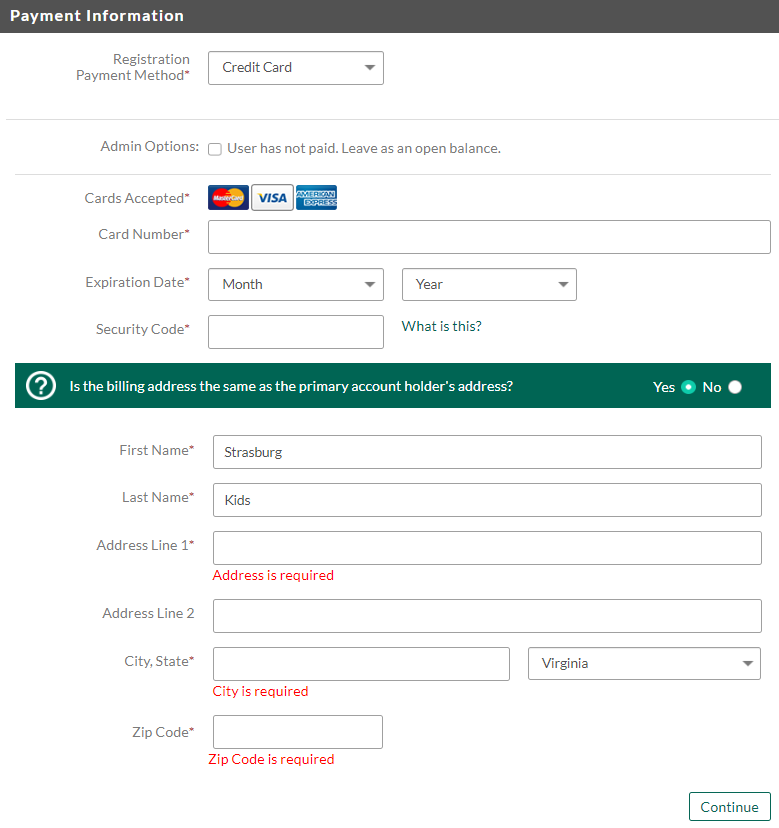 Payment Information
Registration
Payment Method*
Credit Card
Admin Options:
User has not paid. Leave as an open balance.
Cards Accepted*
MasterCard
VISA
AMERICAN
EXPRESS
Card Number*
Expiration Date*
Month
Year
Security Code*
What is this?
? Is the billing address the same as the primary account holder's address?
Yes
No
First Name*
Strasburg
Last Name*
Kids
Address Line 1*
Address is required
Address Line 2
City, State*
Virginia
City is required
Zip Code*
Zip Code is required
Continue